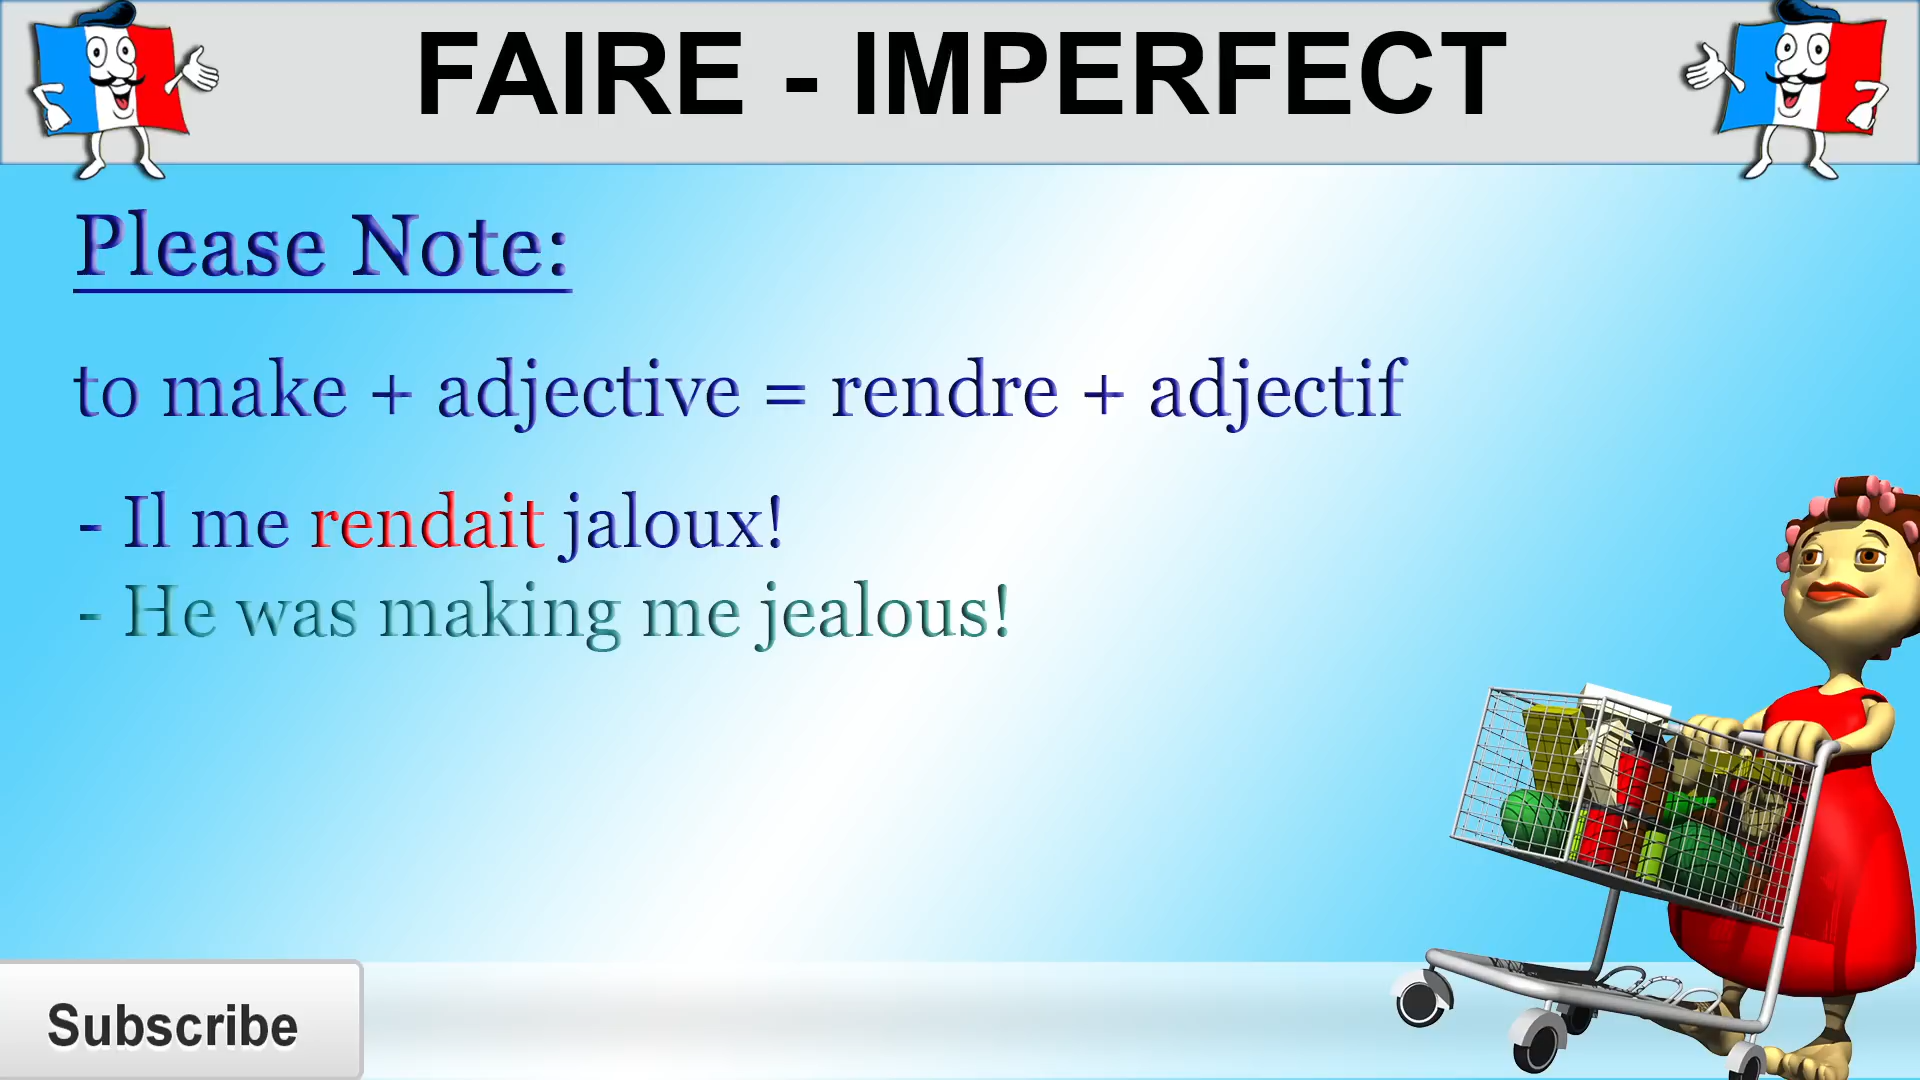 FAIRE - IMPERFECT
Please Note:
to make + adjective = rendre + adjectif
- Il me rendait jaloux!
- He was making me jealous!
Subscribe